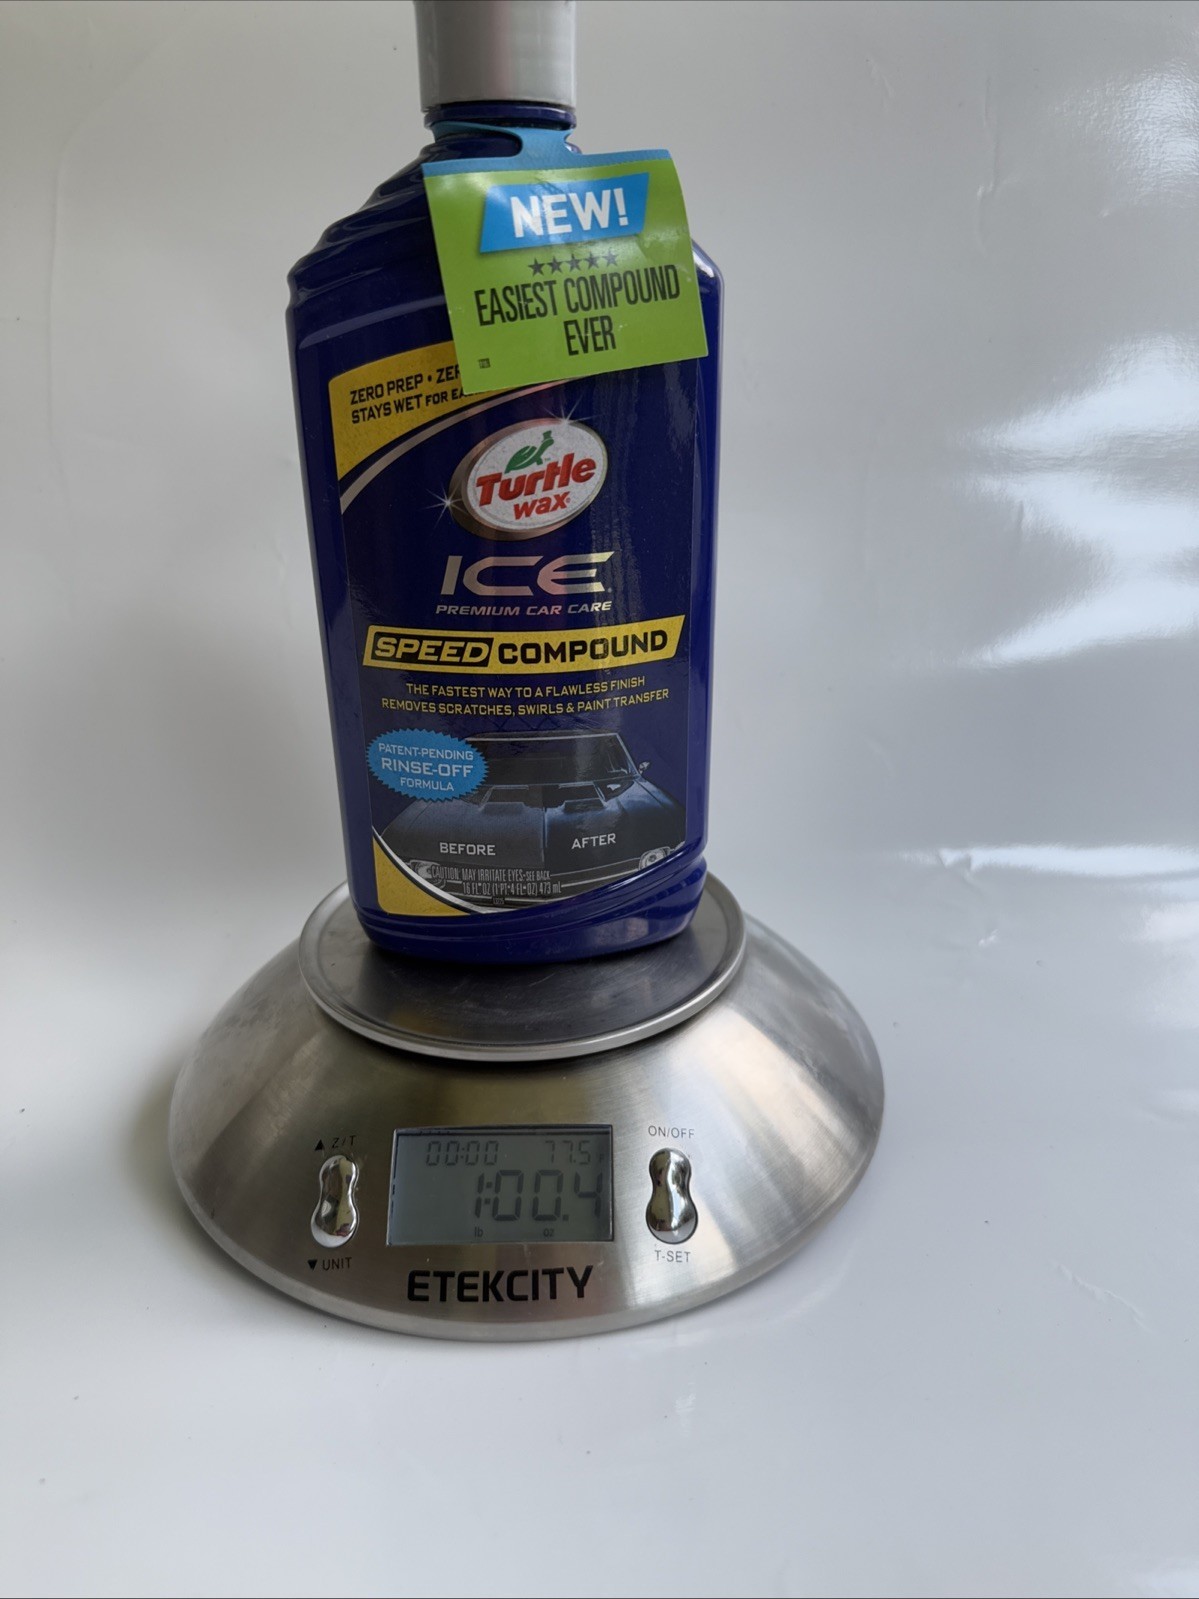 NEW!
★★★★★
EASIEST COMPOUND
EVER
ZERO PREP • ZER
STAYS WET FOR EA
Turtle
wax
ICE
PREMIUM CAR CARE
SPEED COMPOUND
THE FASTEST WAY TO A FLAWLESS FINISH
REMOVES SCRATCHES, SWIRLS & PAINT TRANSFER
PATENT-PENDING
RINSE-OFF
FORMULA
BEFORE AFTER
CAUTION: MAY IRRITATE EYES-SEE BACK
16 FL OZ (1 PT 4 FL OZ) 473 mL
▲ Z/T
▼ UNIT
00:00 77.5
1:00.4
lb oz
ON/OFF
T-SET
ETEKCITY